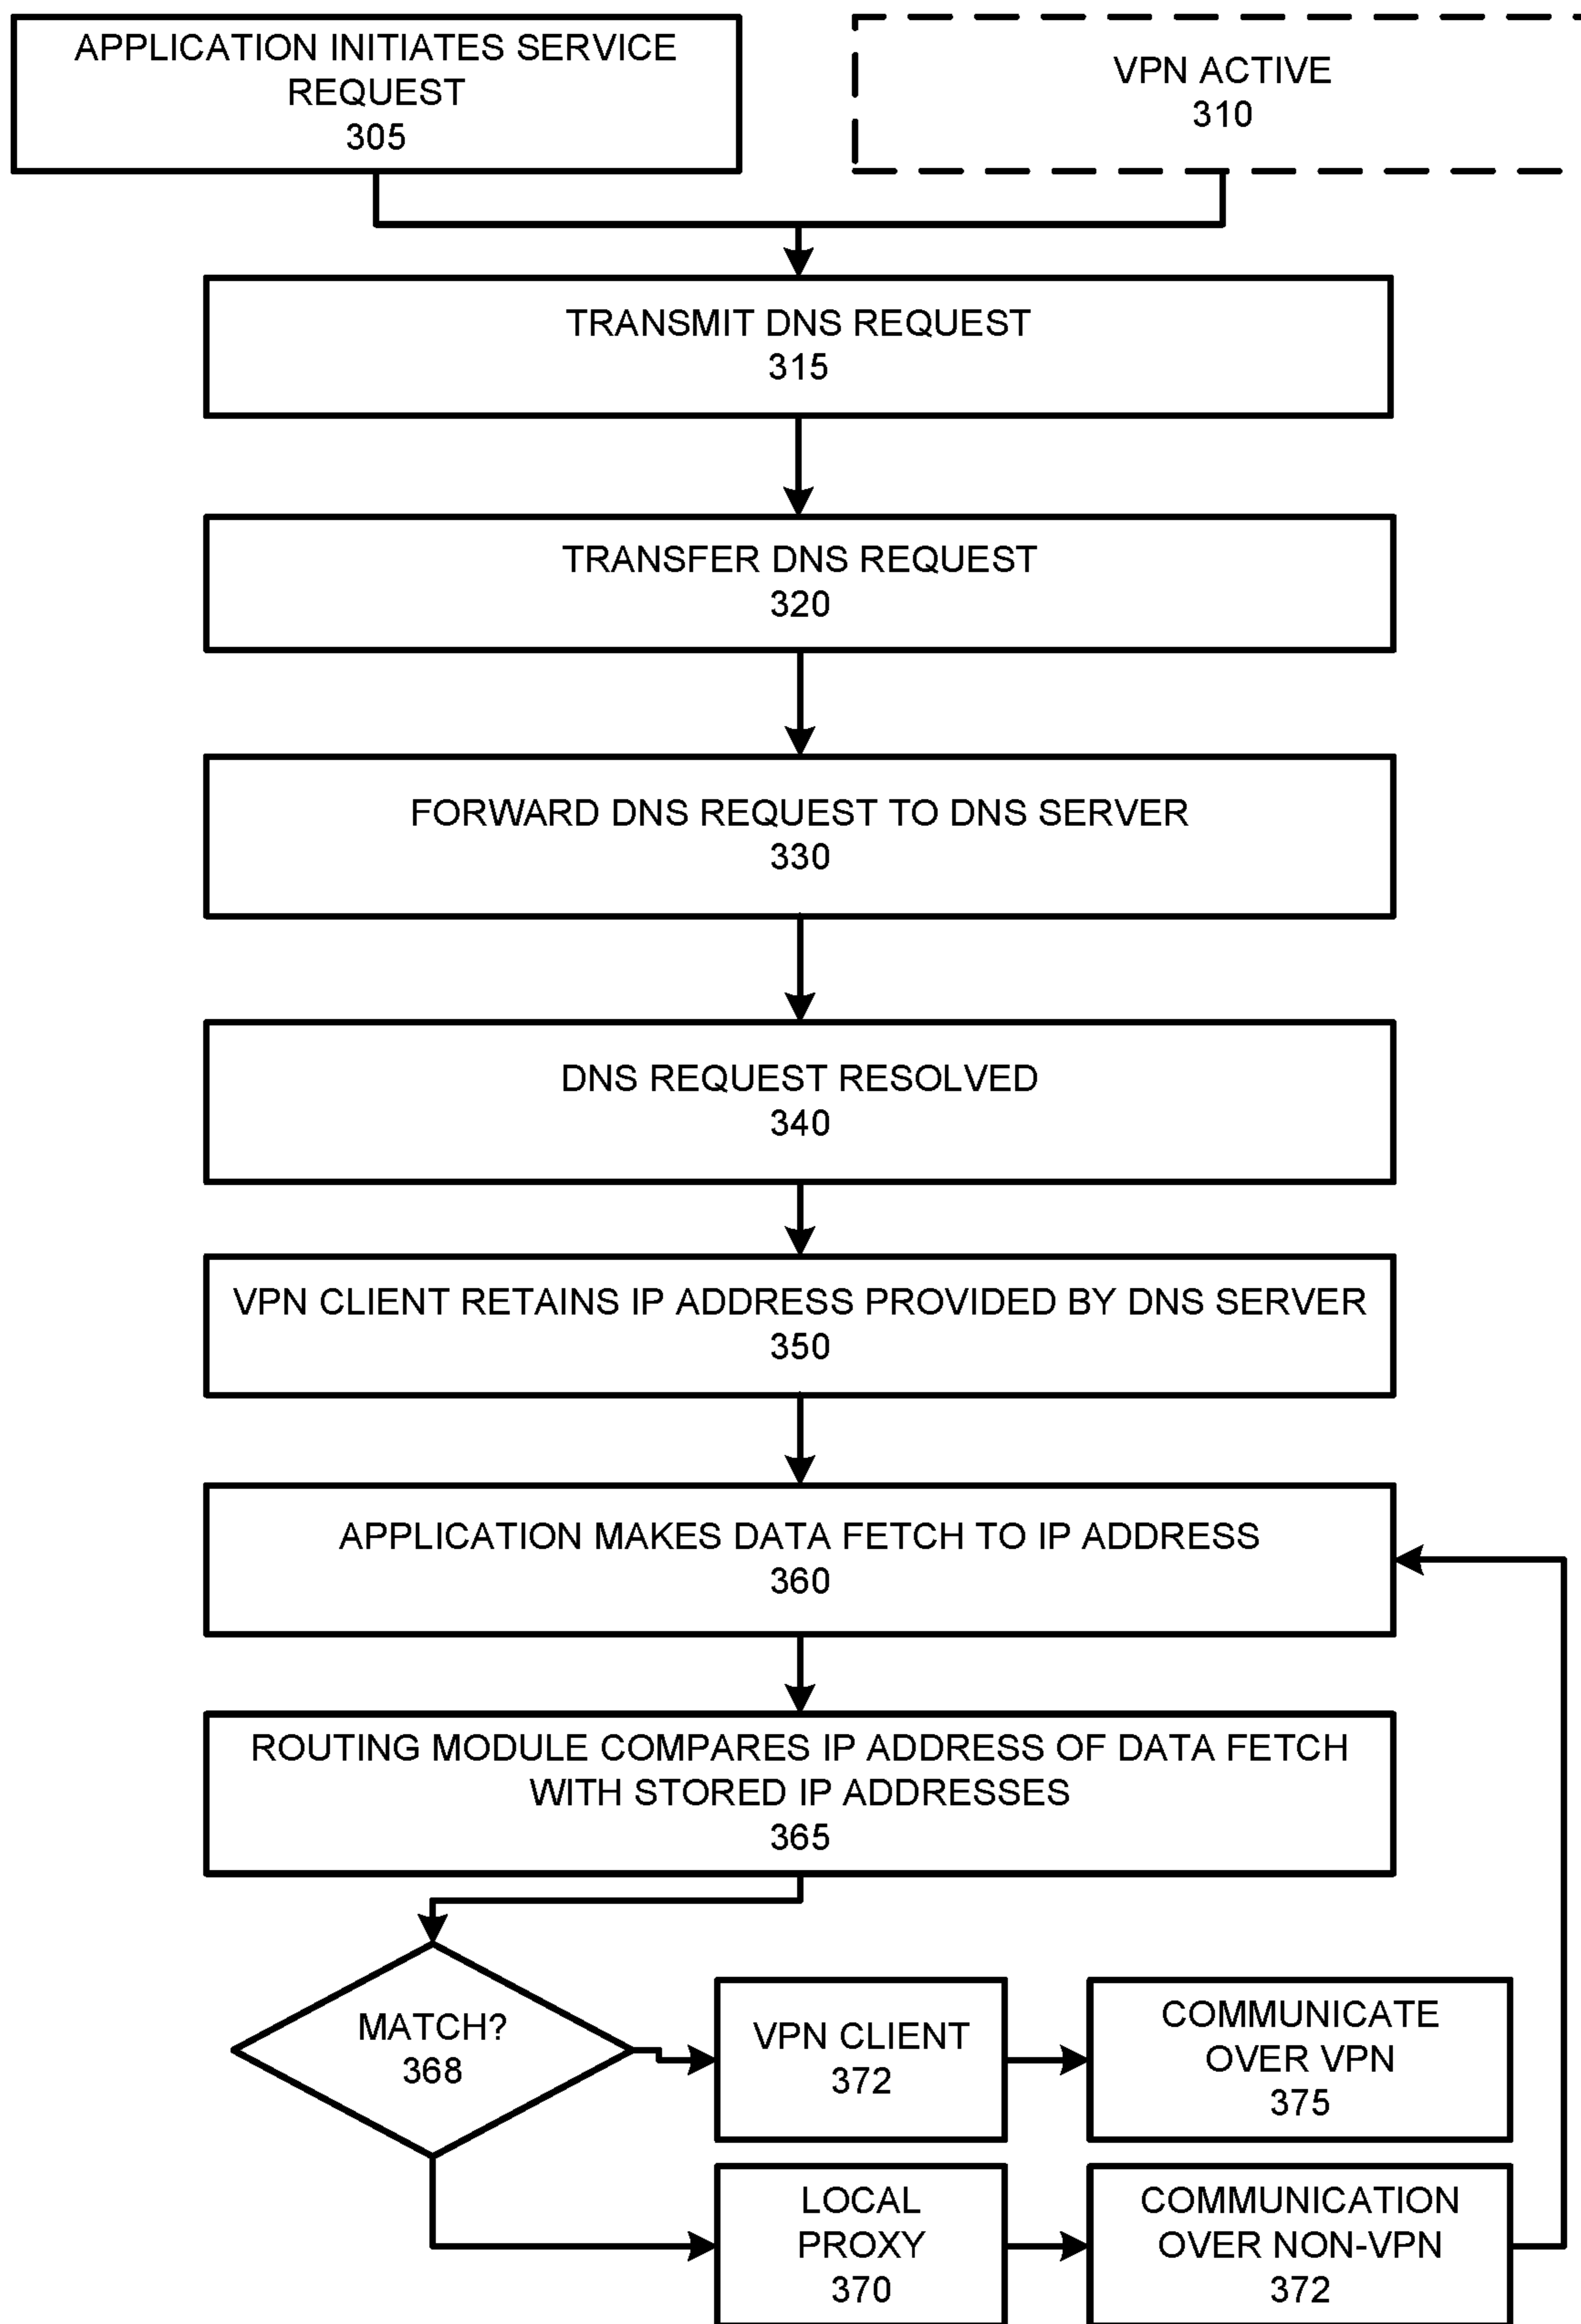 APPLICATION INITIATES SERVICE
REQUEST
305
VPN ACTIVE
310
TRANSMIT DNS REQUEST
315
TRANSFER DNS REQUEST
320
FORWARD DNS REQUEST TO DNS SERVER
330
DNS REQUEST RESOLVED
340
VPN CLIENT RETAINS IP ADDRESS PROVIDED BY DNS SERVER
350
APPLICATION MAKES DATA FETCH TO IP ADDRESS
360
ROUTING MODULE COMPARES IP ADDRESS OF DATA FETCH
WITH STORED IP ADDRESSES
365
MATCH?
368
VPN CLIENT
372
COMMUNICATE
OVER VPN
375
LOCAL
PROXY
370
COMMUNICATION
OVER NON-VPN
372